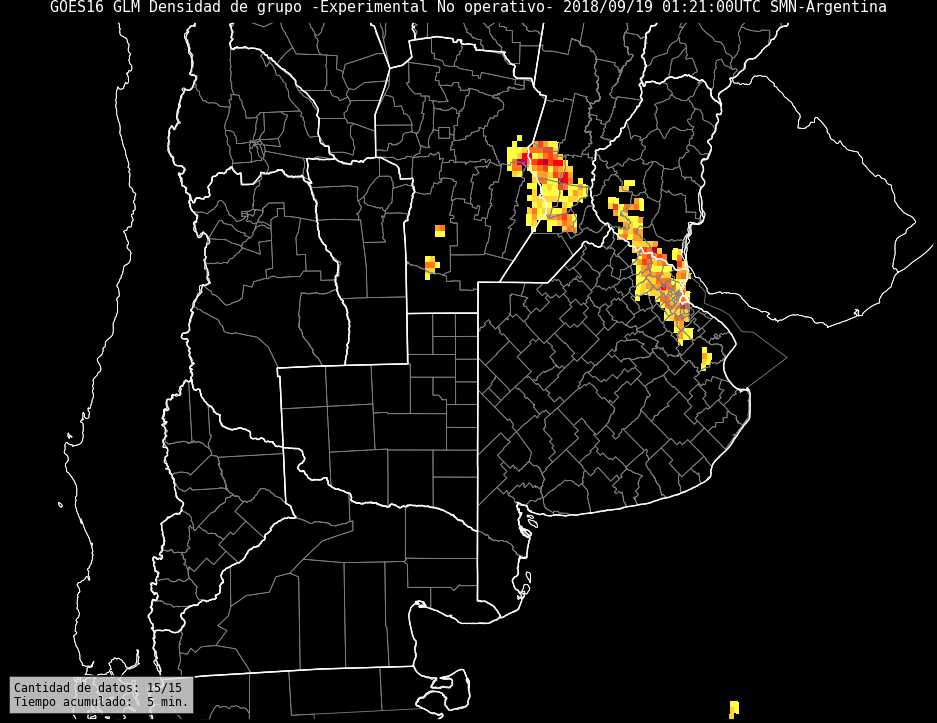 GOES16 GLM Densidad de grupo -Experimental No operativo- 2018/09/19 01:21:00UTC SMN-Argentina
Cantidad de datos: 15/15
Tiempo acumulado: 5 min.